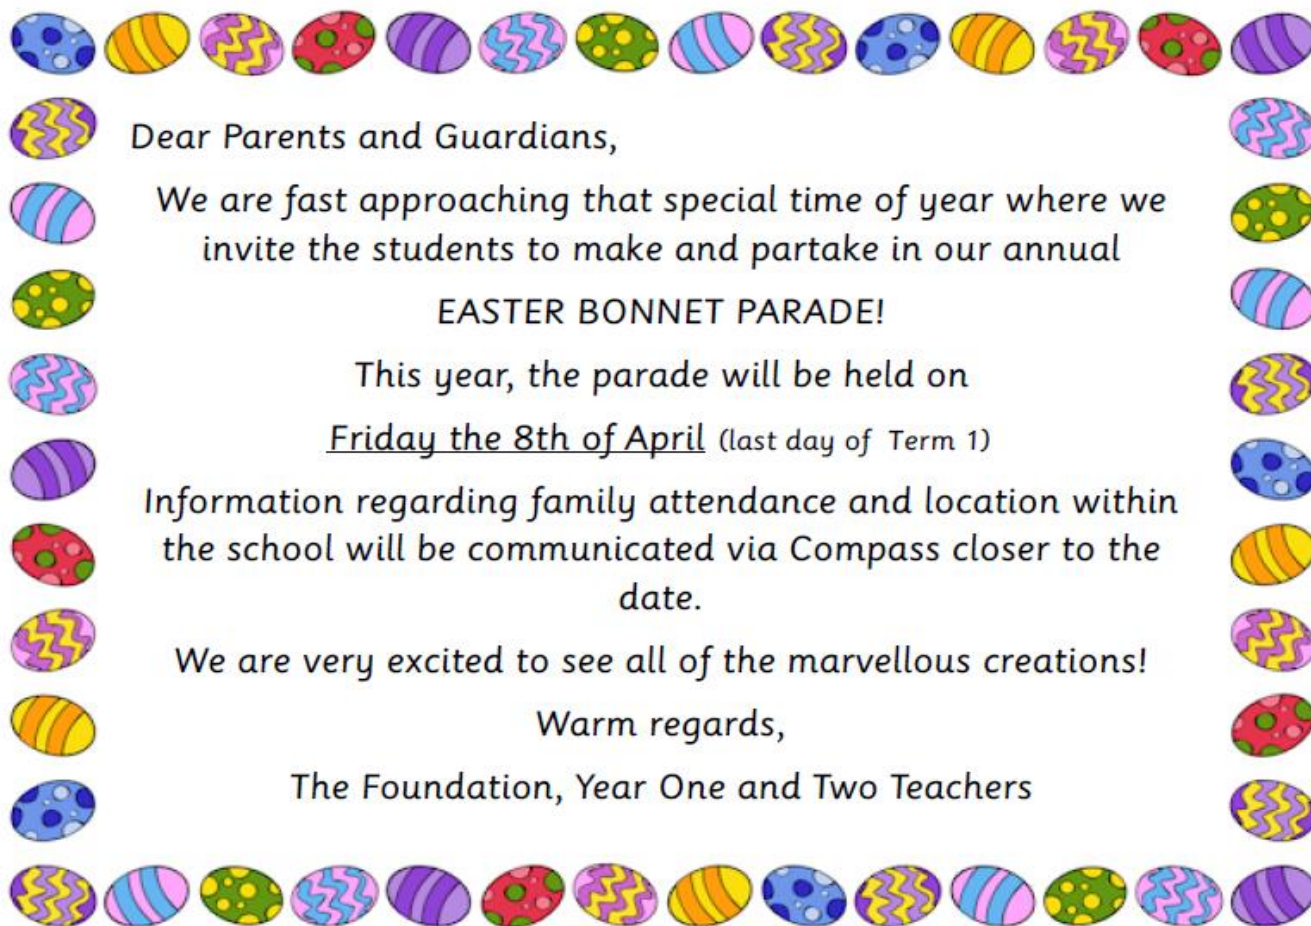 Dear Parents and Guardians,
We are fast approaching that special time of year where we
invite the students to make and partake in our annual
EASTER BONNET PARADE!
This year, the parade will be held on
Friday the 8th of April (last day of Term 1)
Information regarding family attendance and location within
the school will be communicated via Compass closer to the
date.
We are very excited to see all of the marvellous creations!
Warm regards,
The Foundation, Year One and Two Teachers